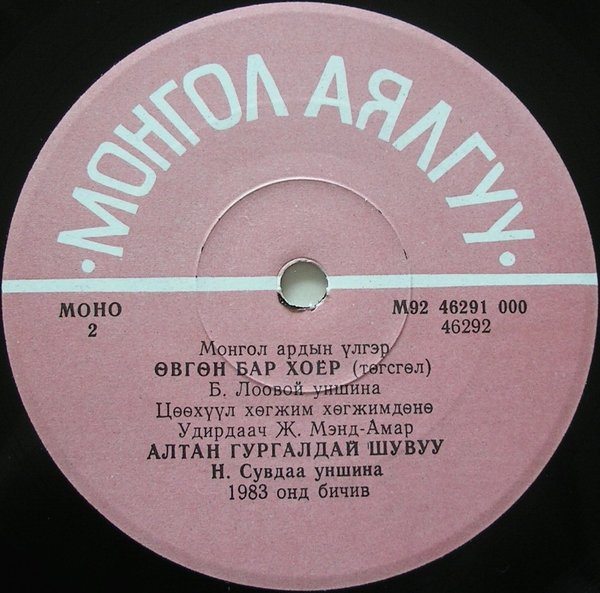 · МОНГОЛ АЯЛГУУ ·
МОНО
2
М92 46291 000
46292
Монгол ардын үлгэр
ӨВГӨН БАР ХОЁР (төгсгөл)
Б. Лоовой уншина
Цөөхүүл хөгжим хөгжимдөнө
Удирдаач Ж. Мэнд-Амар
АЛТАН ГУРГАЛДАЙ ШУВУУ
Н. Сувдаа уншина
1983 онд бичив